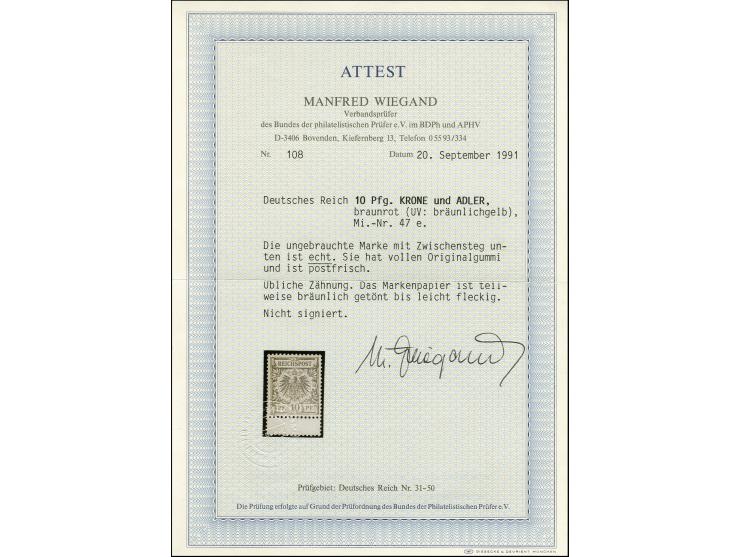 ATTEST
MANFRED WIEGAND
Verbandsprüfer
des Bundes der philatelistischen Prüfer e.V. im BDPh und APHV
D-3406 Bovenden, Kiefernberg 13, Telefon 0 55 93/334
Nr. 108 Datum 20. September 1991
Deutsches Reich 10 Pfg. KRONE und ADLER,
braunrot (UV: bräunlichgelb),
Mi.-Nr. 47 e.
Die ungebrauchte Marke mit Zwischensteg un-
ten ist echt. Sie hat vollen Originalgummi
und ist postfrisch.
Übliche Zähnung. Das Markenpapier ist teil-
weise bräunlich getönt bis leicht fleckig.
Nicht signiert.
M. Wiegand
REICHSPOST
PF. 10 PF.
Prüfgebiet: Deutsches Reich Nr. 31-50
Die Prüfung erfolgte auf Grund der Prüfordnung des Bundes der Philatelistischen Prüfer e.V.
GIESECKE & DEVRIENT MÜNCHEN